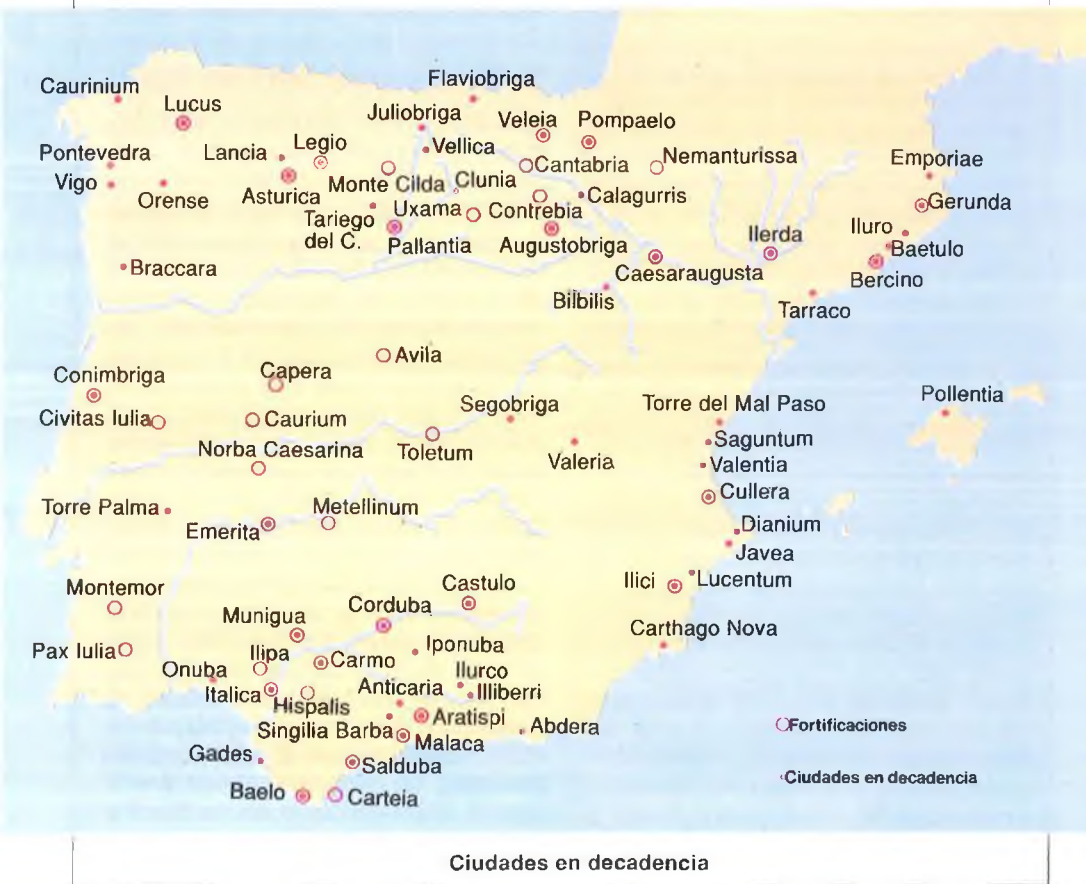 Flaviobriga
Caurinium
Lucus
Juliobriga
Veleia
Pompaelo
Legio
Vellica
Pontevedra
Lancia
Cantabria
Nemanturissa
Emporiae
Vigo
Orense
Asturica
Monte Cilda
Clunia
Calagurris
Gerunda
Tariego
del C.
Uxama
Contrebia
Iluro
Pallantia
Augustobriga
Ilerda
Baetulo
Braccara
Caesaraugusta
Bercino
Bilbilis
Tarraco
Avila
Conimbriga
Capera
Pollentia
Civitas Iulia
Caurium
Segobriga
Torre del Mal Paso
Norba Caesarina
Toletum
Valeria
Saguntum
Valentia
Cullera
Torre Palma
Metellinum
Emerita
Dianium
Javea
Montemor
Castulo
Ilici
Lucentum
Munigua
Corduba
Carthago Nova
Pax Iulia
Ilipa
Carmo
Iponuba
Onuba
Ilurco
Italica
Hispalis
Anticaria
Illiberri
Singilia Barba
Aratispi
Abdera
Fortificaciones
Malaca
Gades
Salduba
Ciudades en decadencia
Baelo
Carteia
Ciudades en decadencia